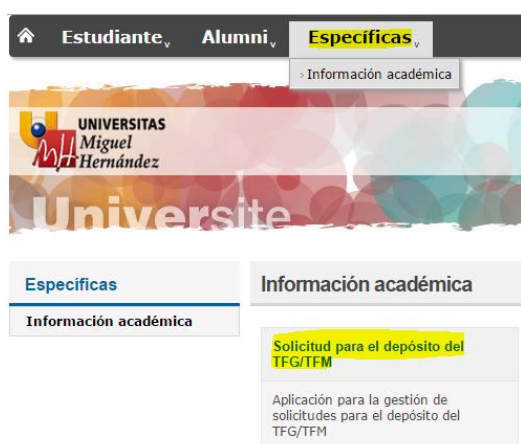 Estudiante
Alumni
Específicas
› Información académica
UNIVERSITAS
Miguel
Hernández
Universite
Específicas
Información académica
Información académica
Solicitud para el depósito del
TFG/TFM
Aplicación para la gestión de
solicitudes para el depósito del
TFG/TFM